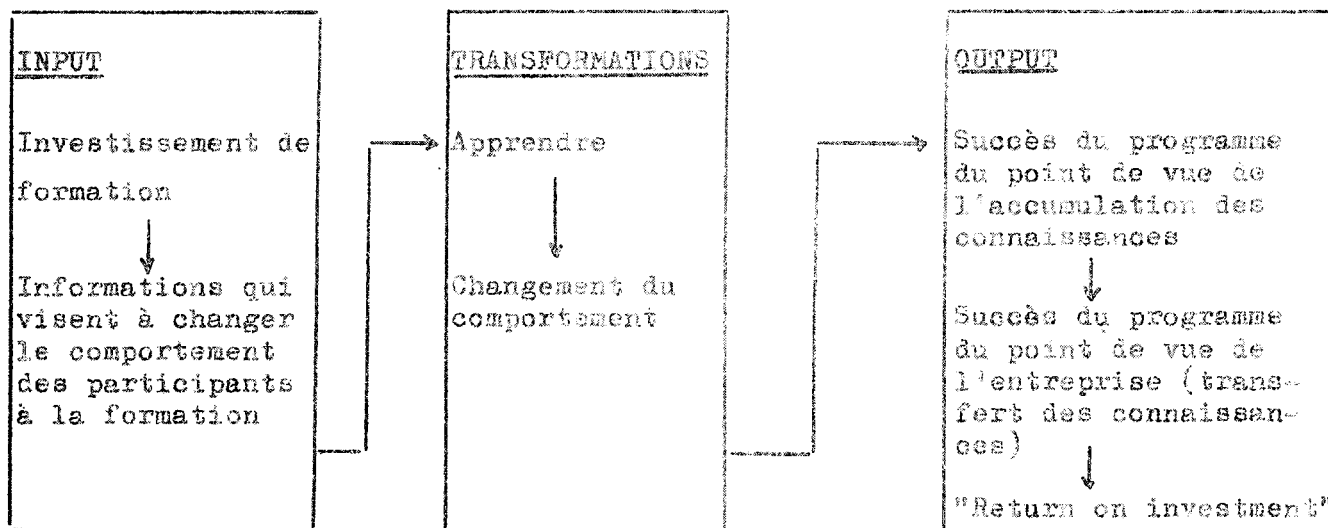 INPUT
Investissement de
formation
Informations qui
visent à changer
le comportement
des participants
à la formation
TRANSFORMATIONS
Apprendre
Changement du
comportement
OUTPUT
Succès du programme
du point de vue de
l'accumulation des
connaissances
Succès du programme
du point de vue de
l'entreprise (trans-
fert des connaissan-
ces)
"Return on investment"